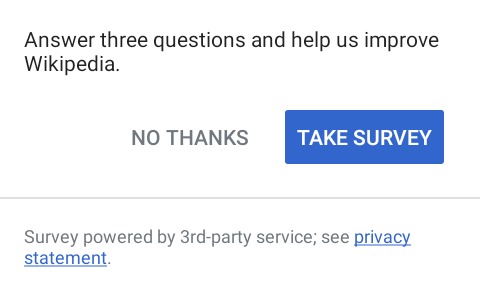 Answer three questions and help us improve
Wikipedia.
NO THANKS
TAKE SURVEY
Survey powered by 3rd-party service; see privacy
statement.